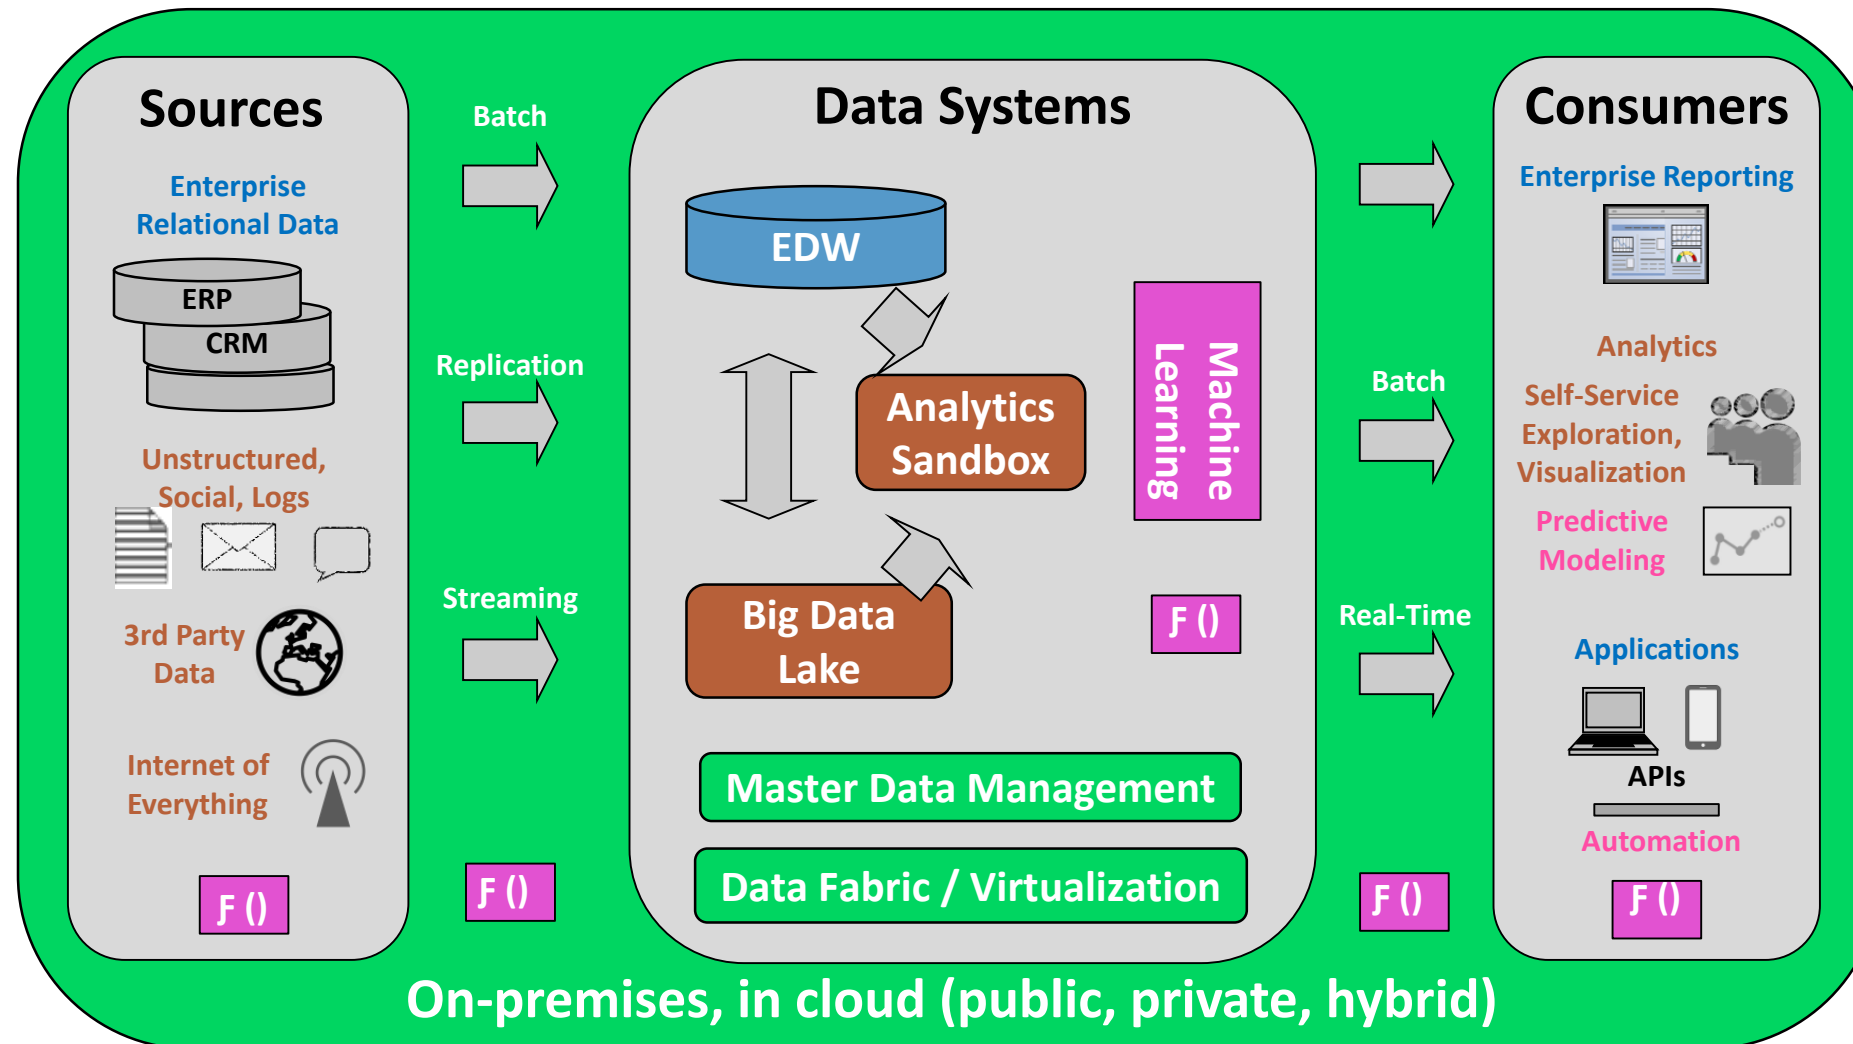 Sources
Enterprise
Relational Data
ERP
CRM
Unstructured,
Social, Logs
3rd Party
Data
Internet of
Everything
Ƒ ()
Batch
Replication
Streaming
Ƒ ()
Data Systems
EDW
Analytics
Sandbox
Machine
Learning
Big Data
Lake
Ƒ ()
Master Data Management
Data Fabric / Virtualization
Batch
Real-Time
Ƒ ()
Consumers
Enterprise Reporting
Analytics
Self-Service
Exploration,
Visualization
Predictive
Modeling
Applications
APIs
Automation
Ƒ ()
On-premises, in cloud (public, private, hybrid)